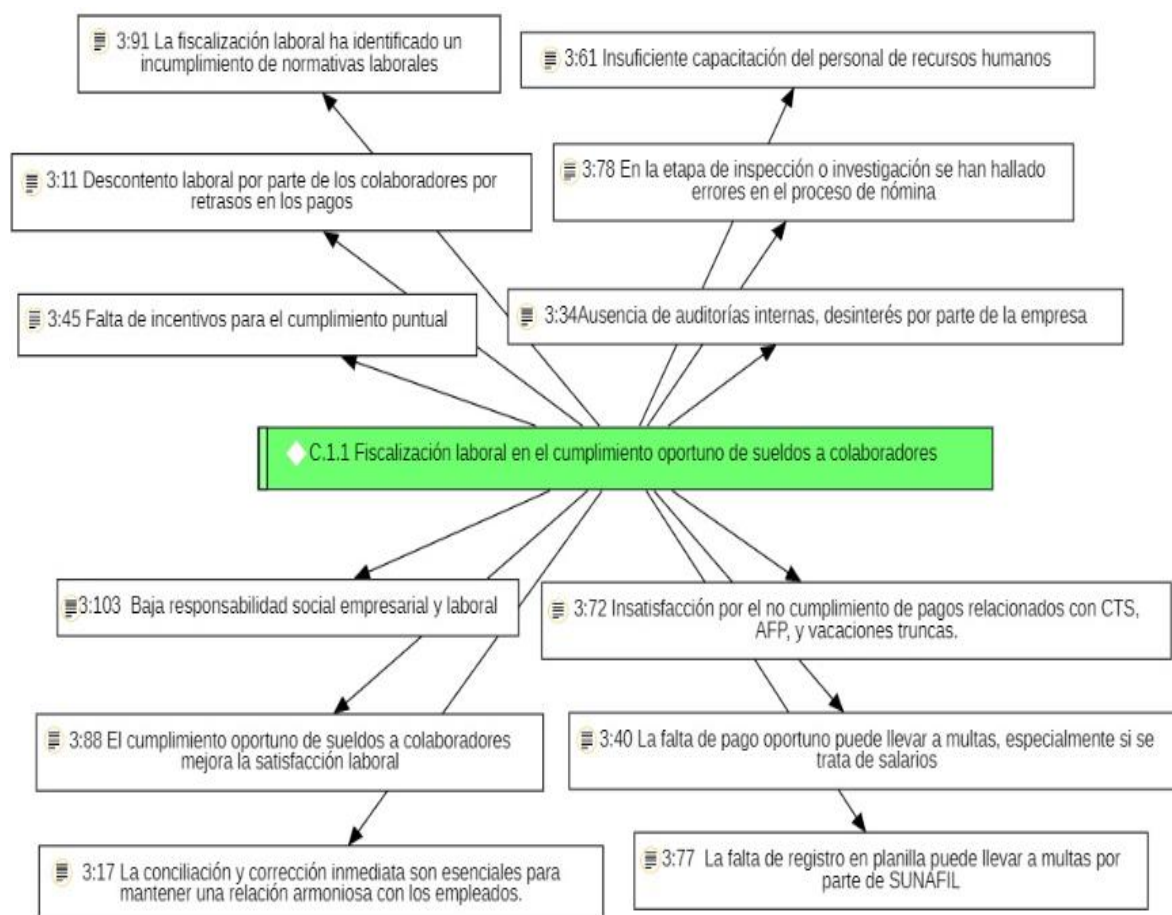 3:91 La fiscalización laboral ha identificado un
incumplimiento de normativas laborales
3:61 Insuficiente capacitación del personal de recursos humanos
3:11 Descontento laboral por parte de los colaboradores por
retrasos en los pagos
3:78 En la etapa de inspección o investigación se han hallado
errores en el proceso de nómina
3:45 Falta de incentivos para el cumplimiento puntual
3:34Ausencia de auditorías internas, desinterés por parte de la empresa
C.1.1 Fiscalización laboral en el cumplimiento oportuno de sueldos a colaboradores
3:103 Baja responsabilidad social empresarial y laboral
3:72 Insatisfacción por el no cumplimiento de pagos relacionados con CTS,
AFP, y vacaciones truncas.
3:88 El cumplimiento oportuno de sueldos a colaboradores
mejora la satisfacción laboral
3:40 La falta de pago oportuno puede llevar a multas, especialmente si se
trata de salarios
3:17 La conciliación y corrección inmediata son esenciales para
mantener una relación armoniosa con los empleados.
3:77 La falta de registro en planilla puede llevar a multas por
parte de SUNAFIL